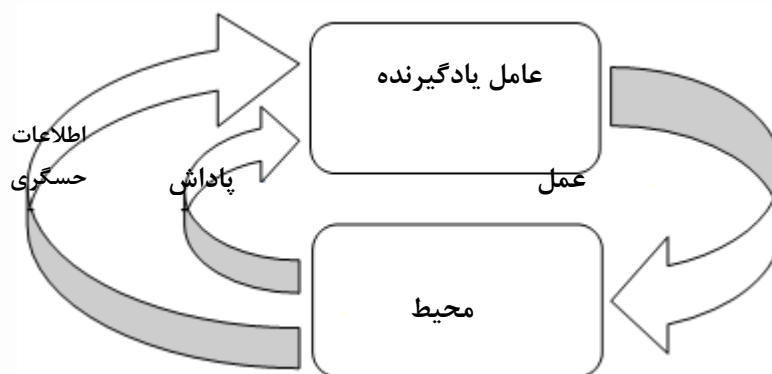 عامل یادگیرنده
اطلاعات
حسگری
پاداش
عمل
محیط